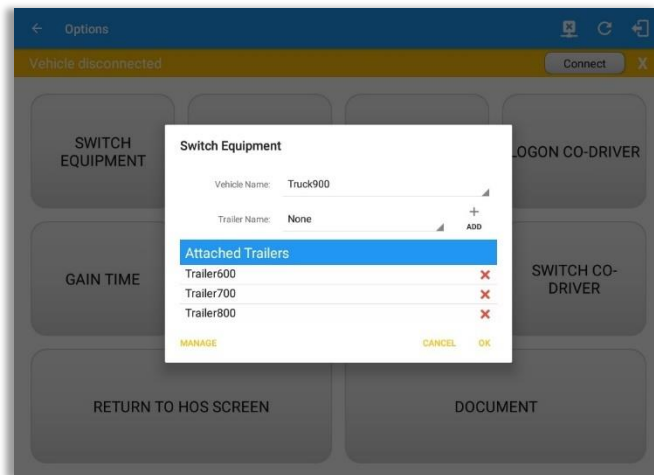 Options
Vehicle disconnected
Connect
X
SWITCH
EQUIPMENT
LOGON CO-DRIVER
Switch Equipment
Vehicle Name:
Truck900
Trailer Name:
None
+
ADD
Attached Trailers
Trailer600
Trailer700
Trailer800
MANAGE
CANCEL
OK
GAIN TIME
SWITCH CO-
DRIVER
RETURN TO HOS SCREEN
DOCUMENT